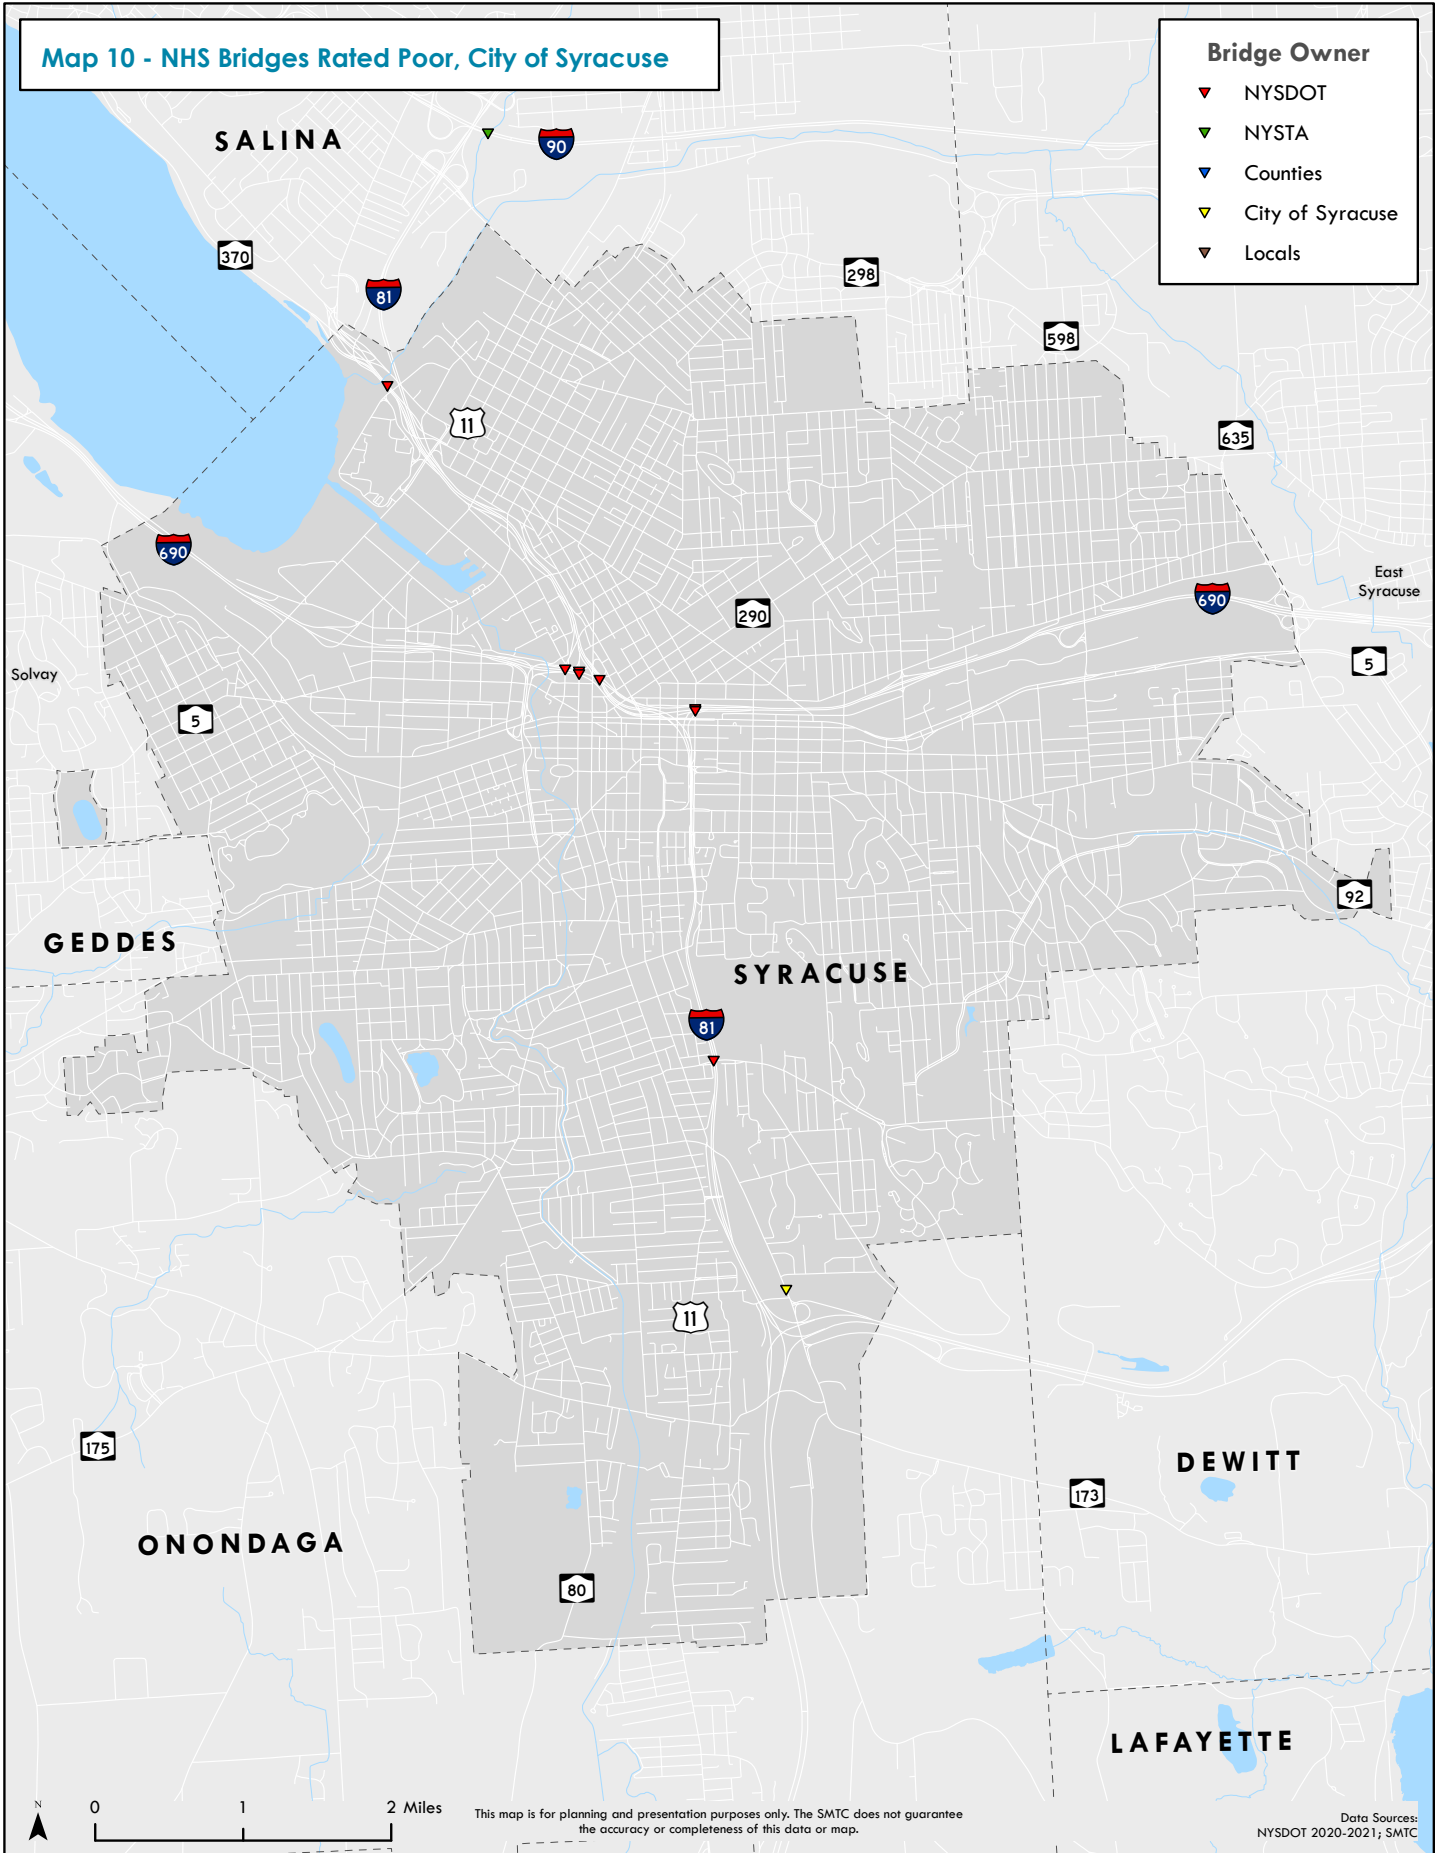 Map 10 - NHS Bridges Rated Poor, City of Syracuse
Bridge Owner
NYSDOT
NYSTA
Counties
City of Syracuse
Locals
SALINA
90
370
81
298
598
11
635
690
290
690
East
Syracuse
5
Solvay
5
92
GEDDES
SYRACUSE
81
11
175
DEWITT
173
ONONDAGA
80
LAFAYETTE
N
0 1 2 Miles
This map is for planning and presentation purposes only. The SMTC does not guarantee
the accuracy or completeness of this data or map.
Data Sources:
NYSDOT 2020-2021; SMTC